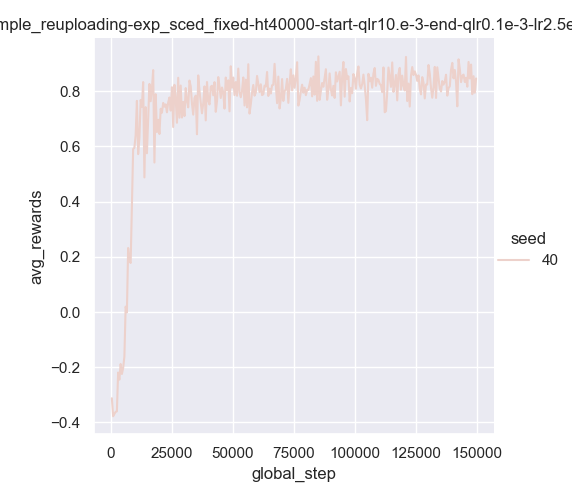 mple_reuploading-exp_sced_fixed-ht40000-start-qlr10.e-3-end-qlr0.1e-3-lr2.5e
avg_rewards
0.8
0.6
0.4
0.2
0.0
−0.2
−0.4
seed
40
0 25000 50000 75000 100000 125000 150000
global_step